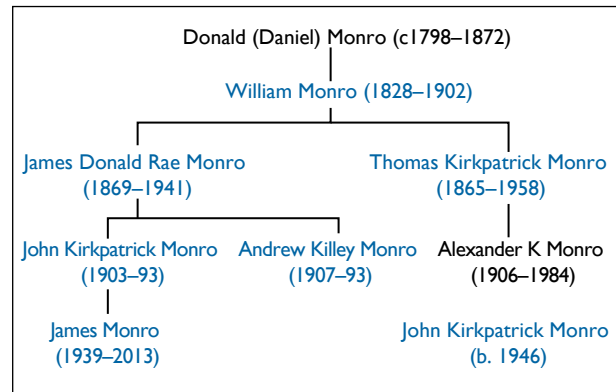 Donald (Daniel) Monro (c1798–1872)
William Monro (1828–1902)
James Donald Rae Monro
(1869–1941)
Thomas Kirkpatrick Monro
(1865–1958)
John Kirkpatrick Monro
(1903–93)
Andrew Killey Monro
(1907–93)
Alexander K Monro
(1906–1984)
James Monro
(1939–2013)
John Kirkpatrick Monro
(b. 1946)